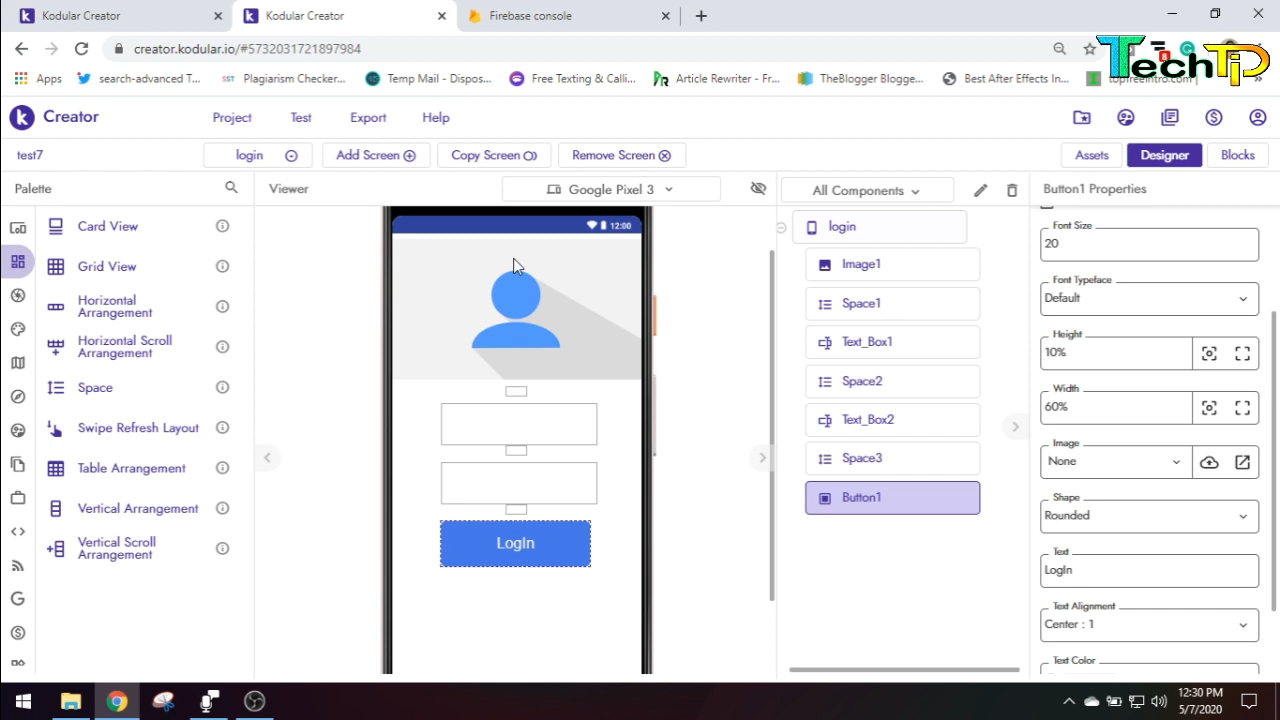 Kodular Creator
Kodular Creator
Firebase console
creator.kodular.io/#5732031721897984
TechTip
Apps
search-advanced T...
SST
Plagiarism Checker...
Temp Mail - Dispos...
Free Texting & Calli...
Article Rewriter - Fr...
TheBlogger Blogge...
Best After Effects In...
topfreeintro.com
Creator
Project
Test
Export
Help
test7
login
Add Screen
Copy Screen
Remove Screen
Assets
Designer
Blocks
Palette
Viewer
Google Pixel 3
All Components
Button1 Properties
Card View
Grid View
Horizontal
Arrangement
Horizontal Scroll
Arrangement
Space
Swipe Refresh Layout
Table Arrangement
Vertical Arrangement
Vertical Scroll
Arrangement
12:00
LogIn
login
Image1
Space1
Text_Box1
Space2
Text_Box2
Space3
Button1
Font Size
20
Font Typeface
Default
Height
10%
Width
60%
Image
None
Shape
Rounded
Text
LogIn
Text Alignment
Center : 1
Text Color
12:30 PM
5/7/2020